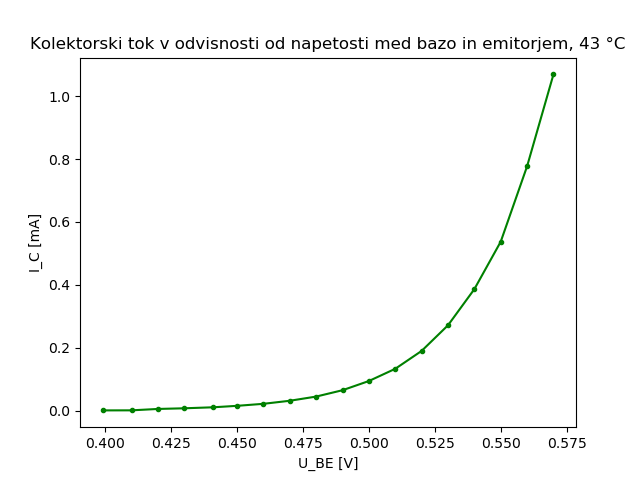 Kolektorski tok v odvisnosti od napetosti med bazo in emitorjem, 43 °C
1.0
0.8
0.6
0.4
0.2
0.0
I_C [mA]
0.400 0.425 0.450 0.475 0.500 0.525 0.550 0.575
U_BE [V]